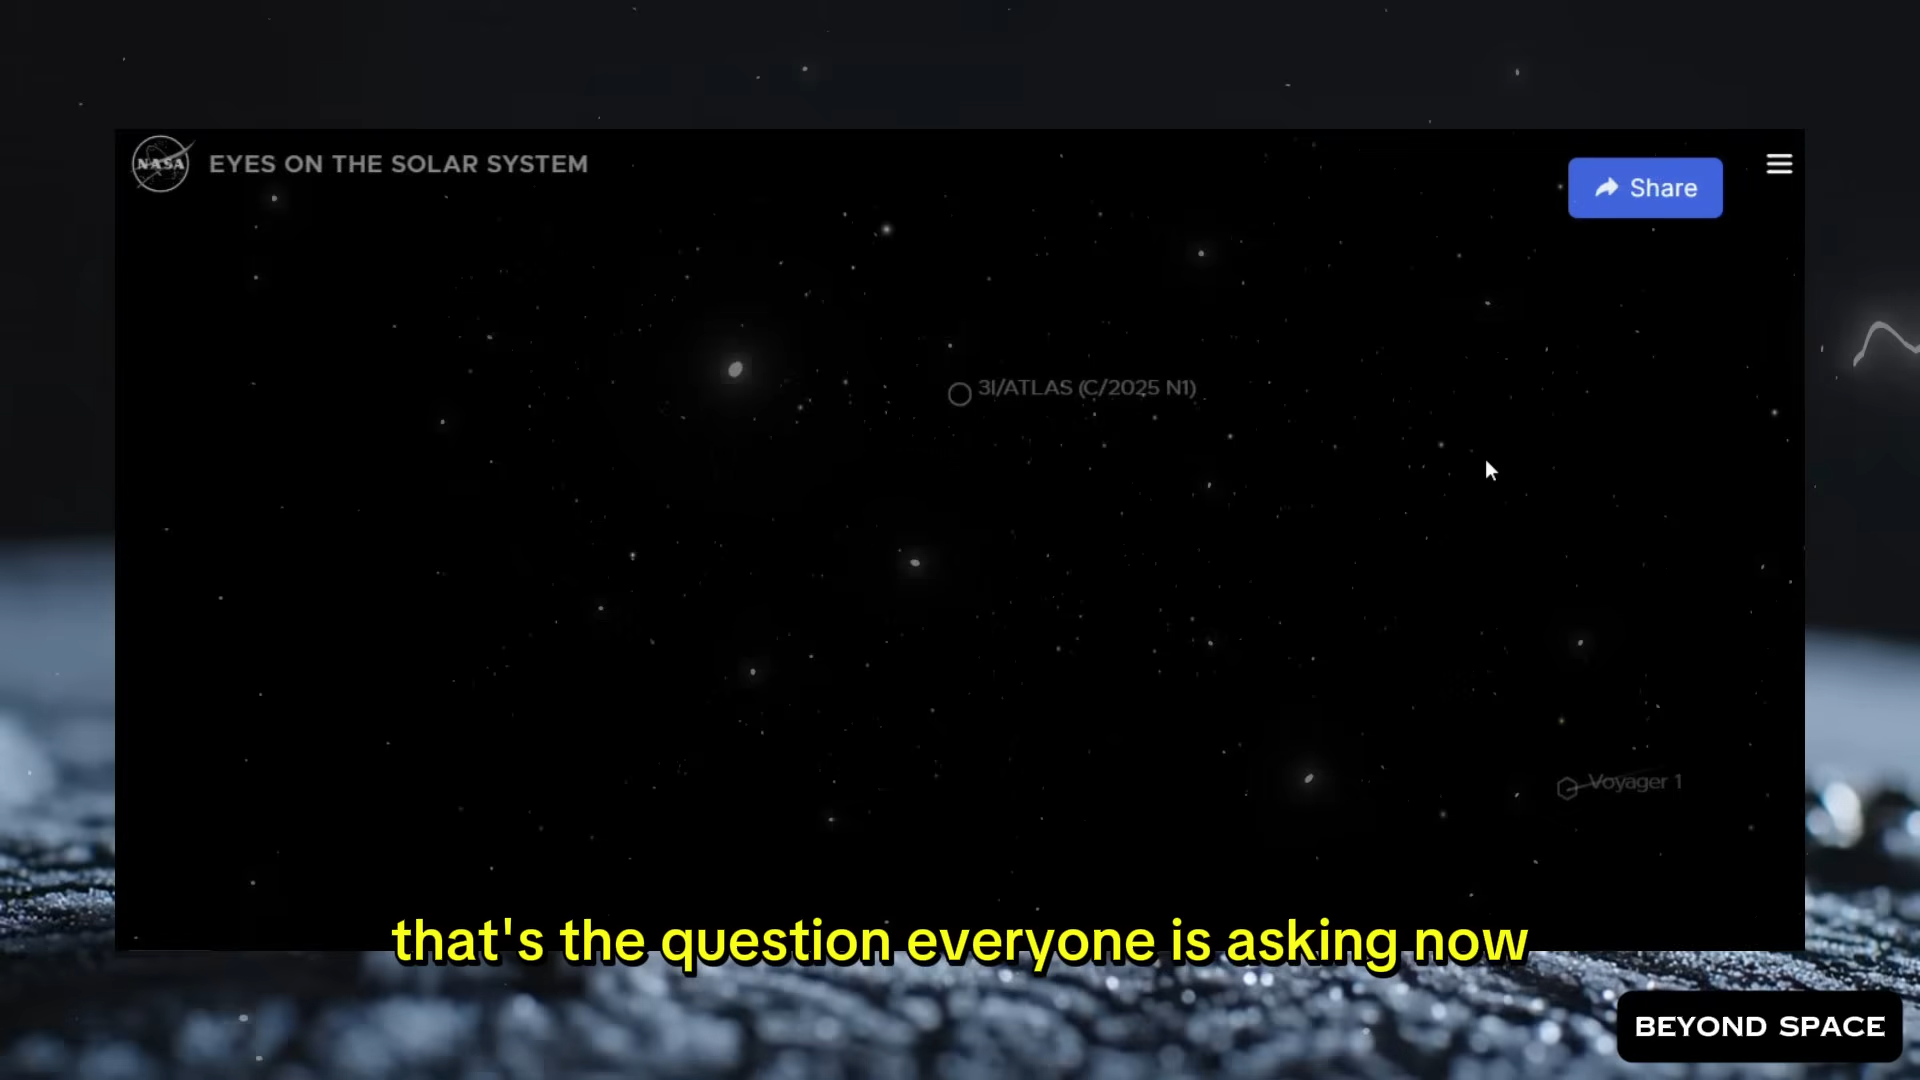 NASA
EYES ON THE SOLAR SYSTEM
Share
3I/ATLAS (C/2025 N1)
Voyager 1
that's the question everyone is asking now
BEYOND SPACE